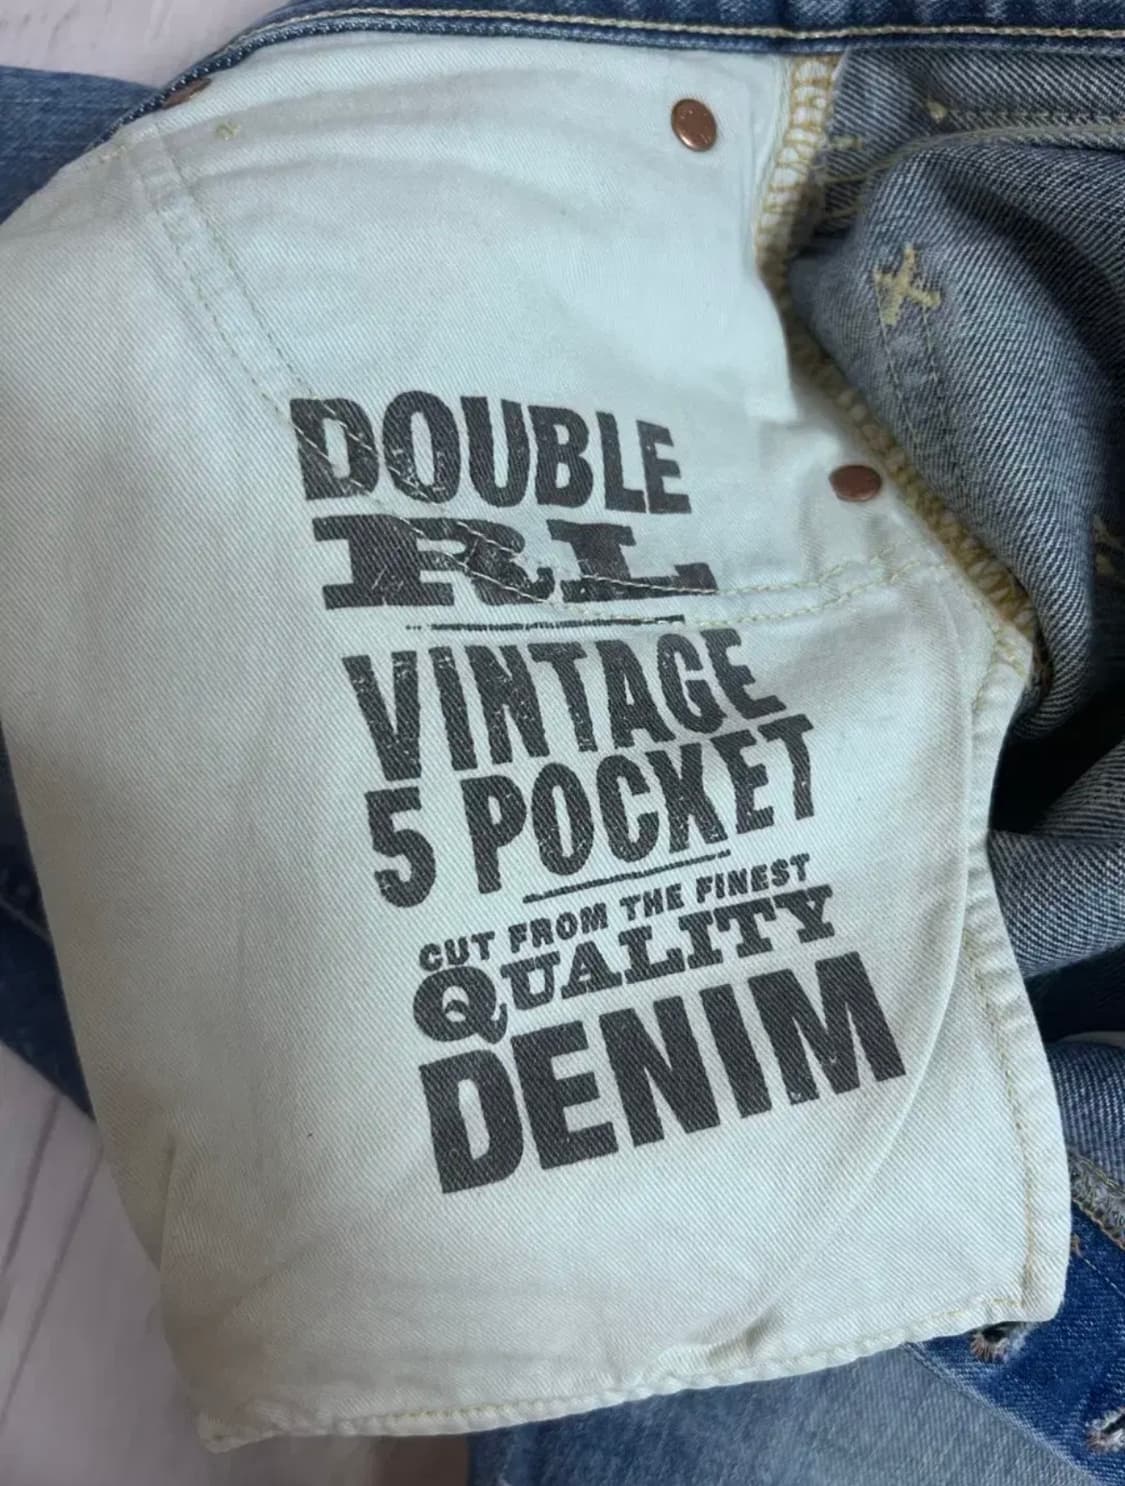 DOUBLE
RL
VINTAGE
5 POCKET
CUT FROM THE FINEST
QUALITY
DENIM